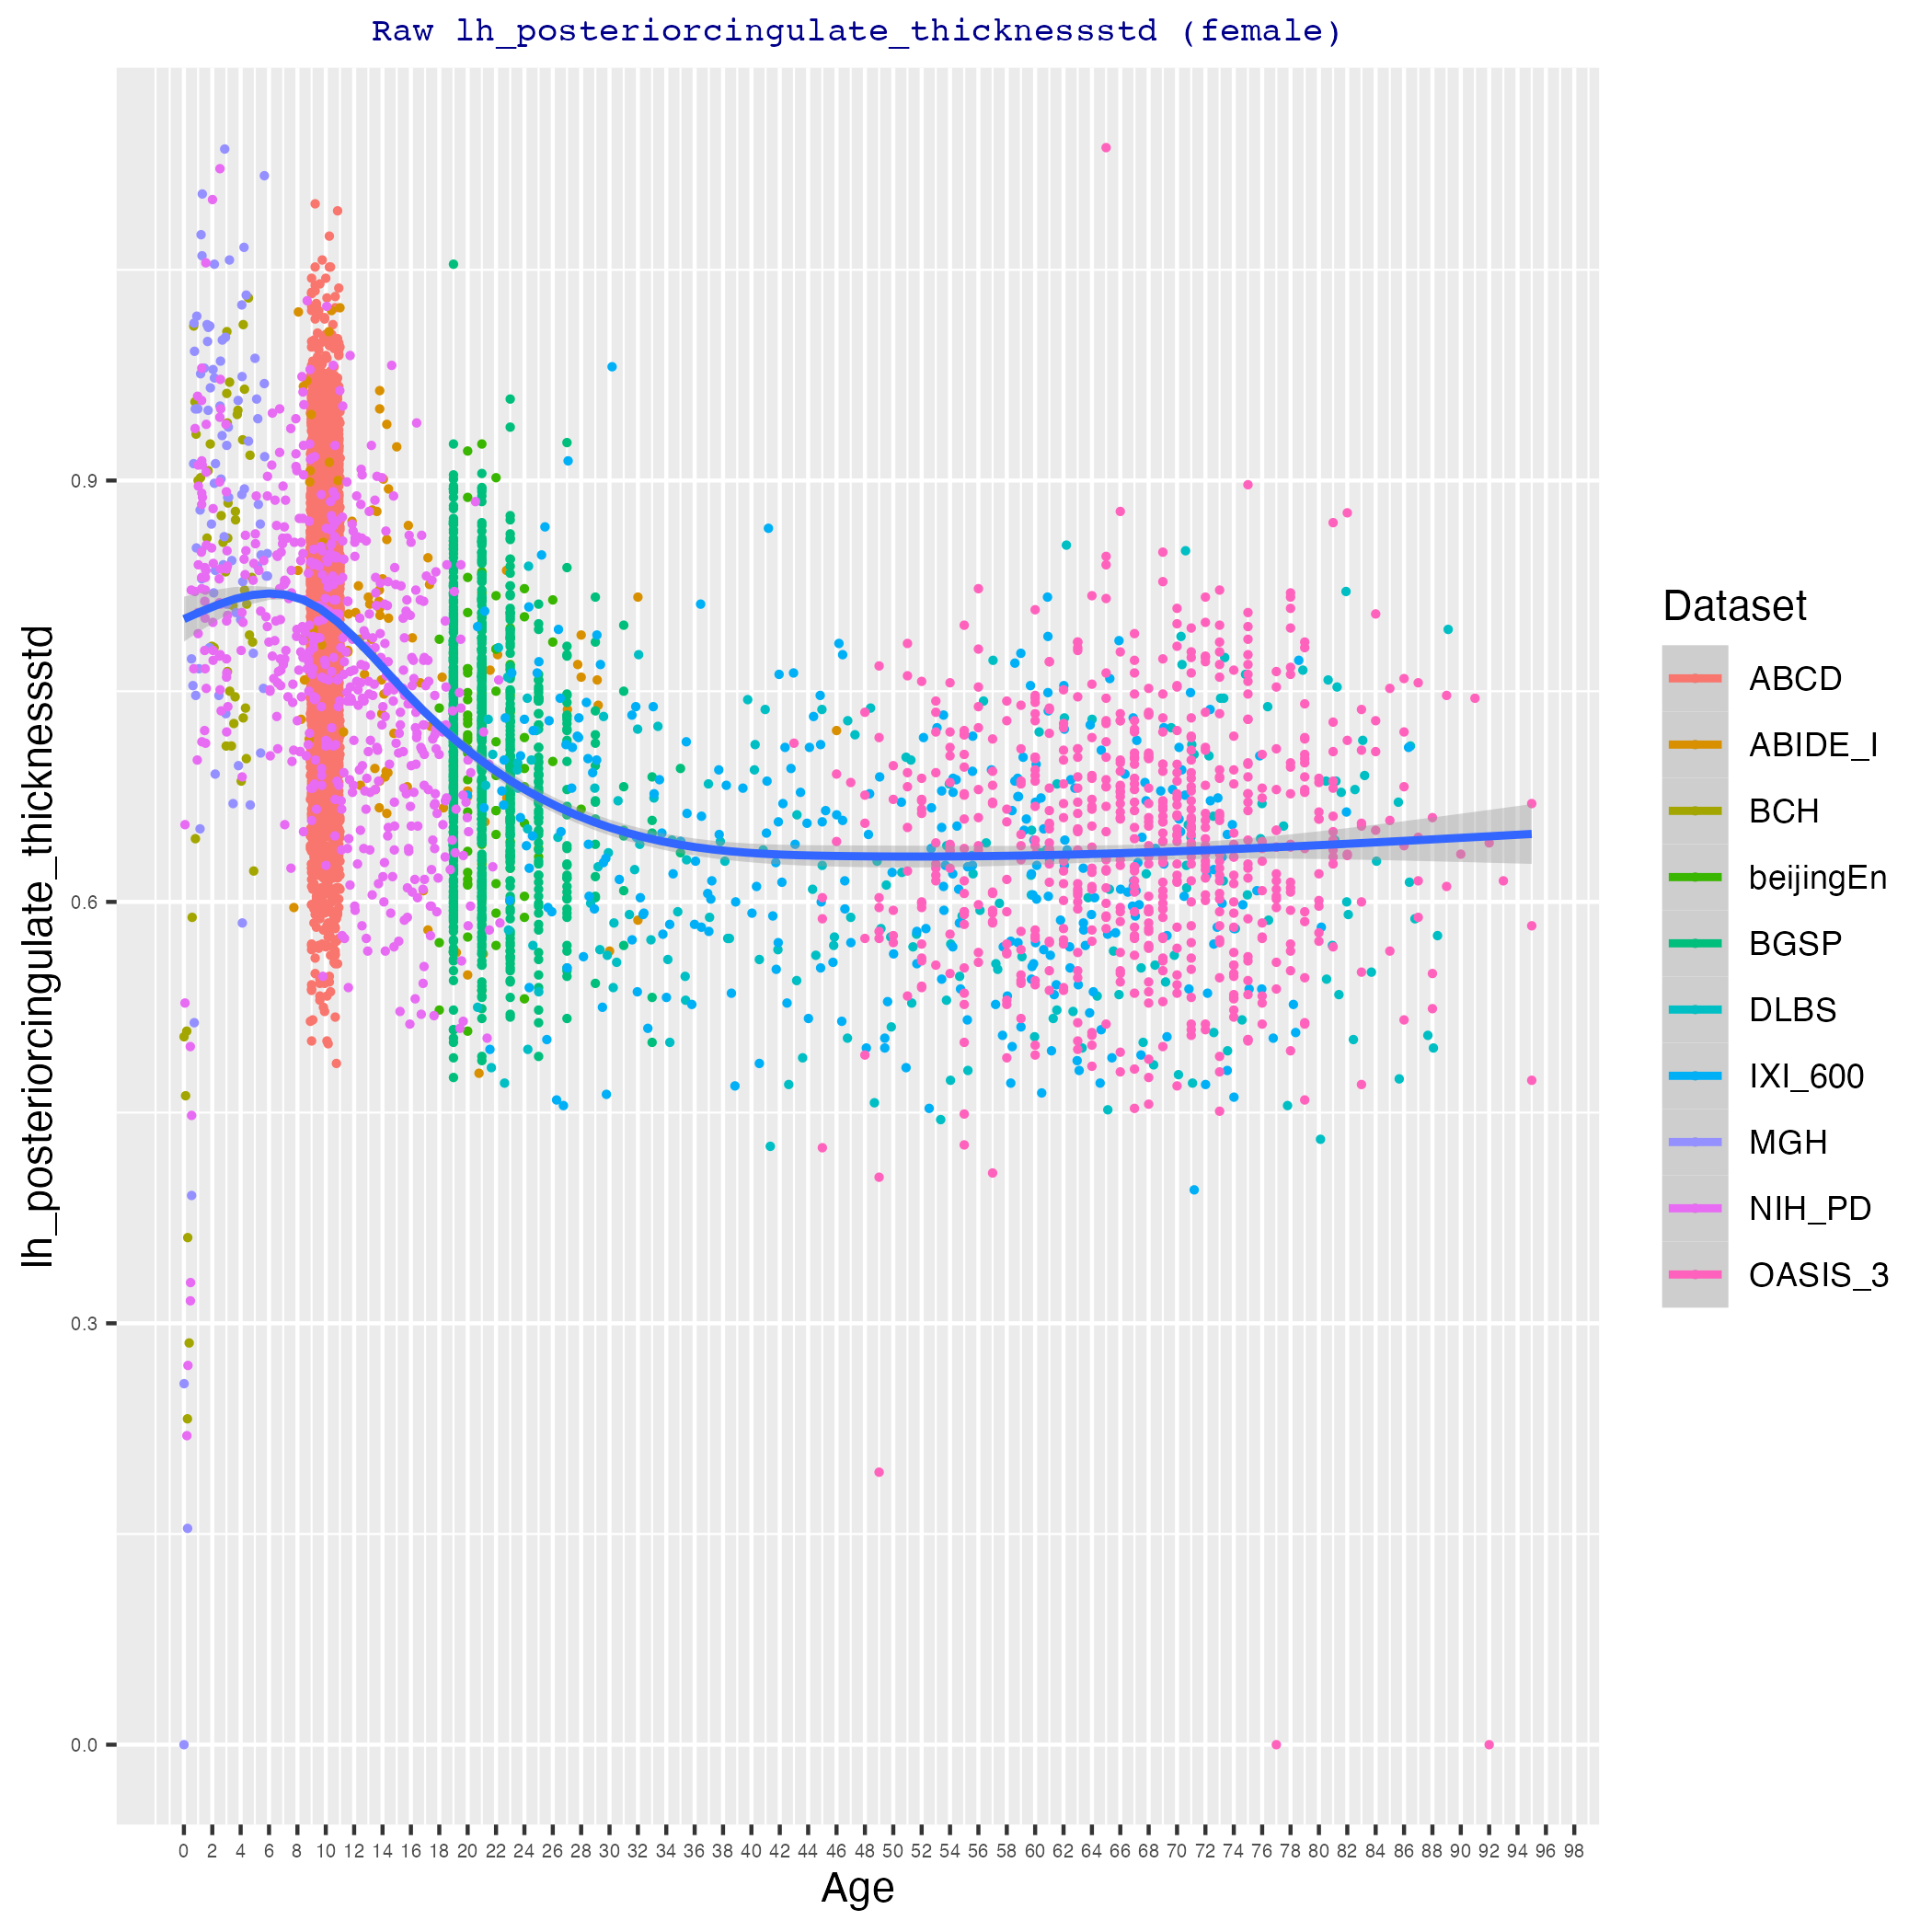 Raw lh_posteriorcingulate_thicknessstd (female)
lh_posteriorcingulate_thicknessstd
0.9
0.6
0.3
0.0
0 2 4 6 8 10 12 14 16 18 20 22 24 26 28 30 32 34 36 38 40 42 44 46 48 50 52 54 56 58 60 62 64 66 68 70 72 74 76 78 80 82 84 86 88 90 92 94 96 98
Age
Dataset
ABCD
ABIDE_I
BCH
beijingEn
BGSP
DLBS
IXI_600
MGH
NIH_PD
OASIS_3